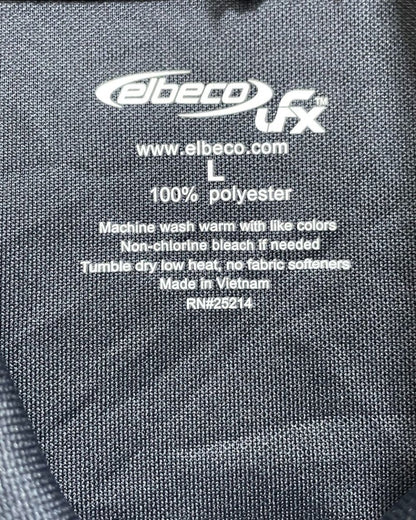 elbeco ufx™
www.elbeco.com
L
100% polyester
Machine wash warm with like colors
Non-chlorine bleach if needed
Tumble dry low heat, no fabric softeners
Made in Vietnam
RN#25214